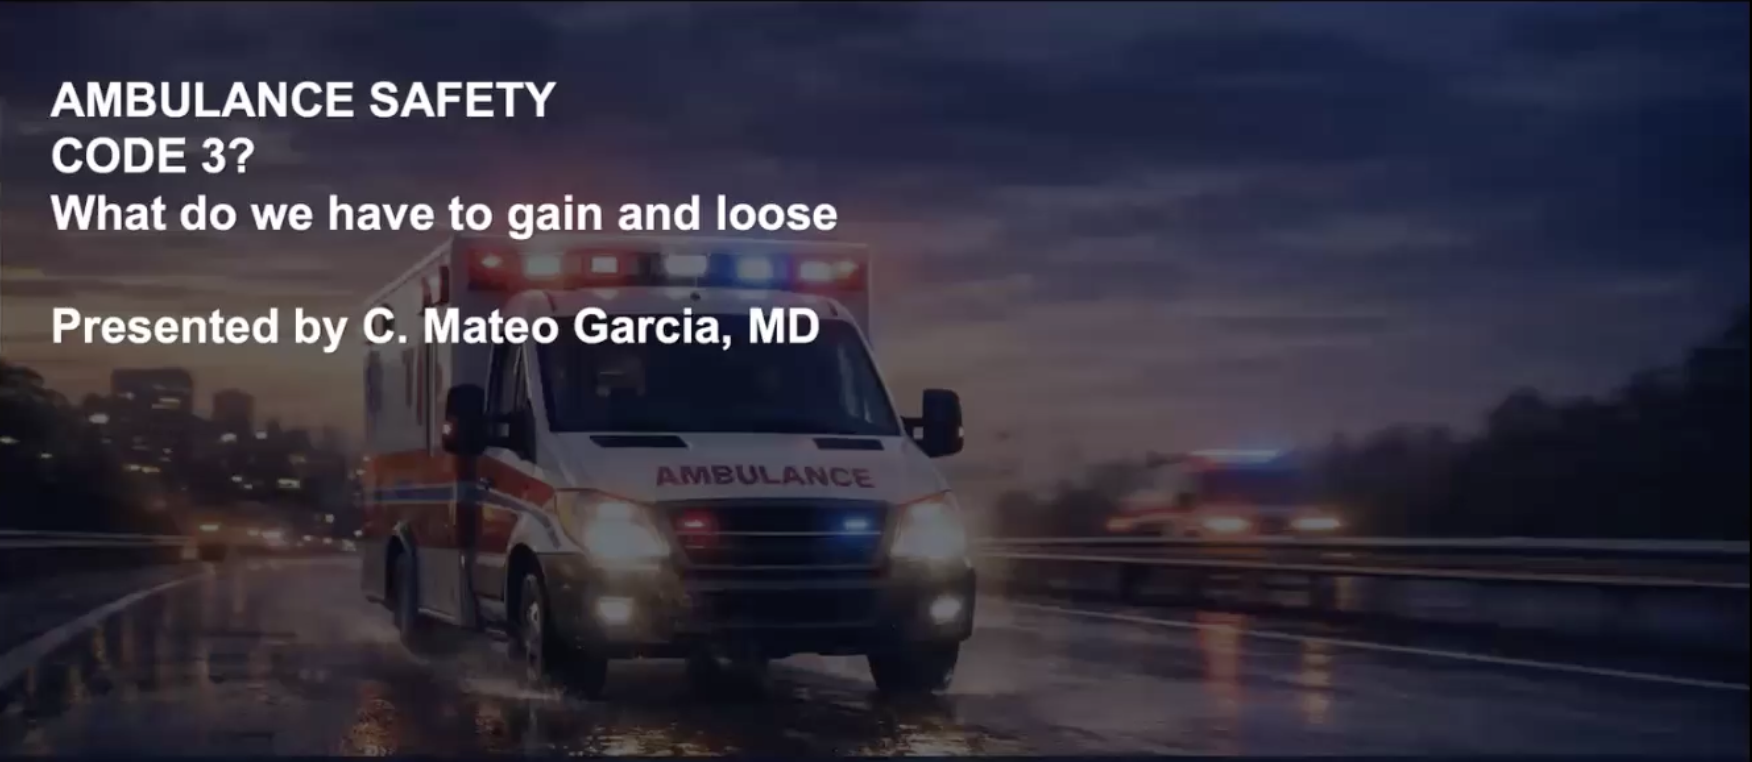 AMBULANCE SAFETY
CODE 3?
What do we have to gain and loose
Presented by C. Mateo Garcia, MD
AMBULANCE